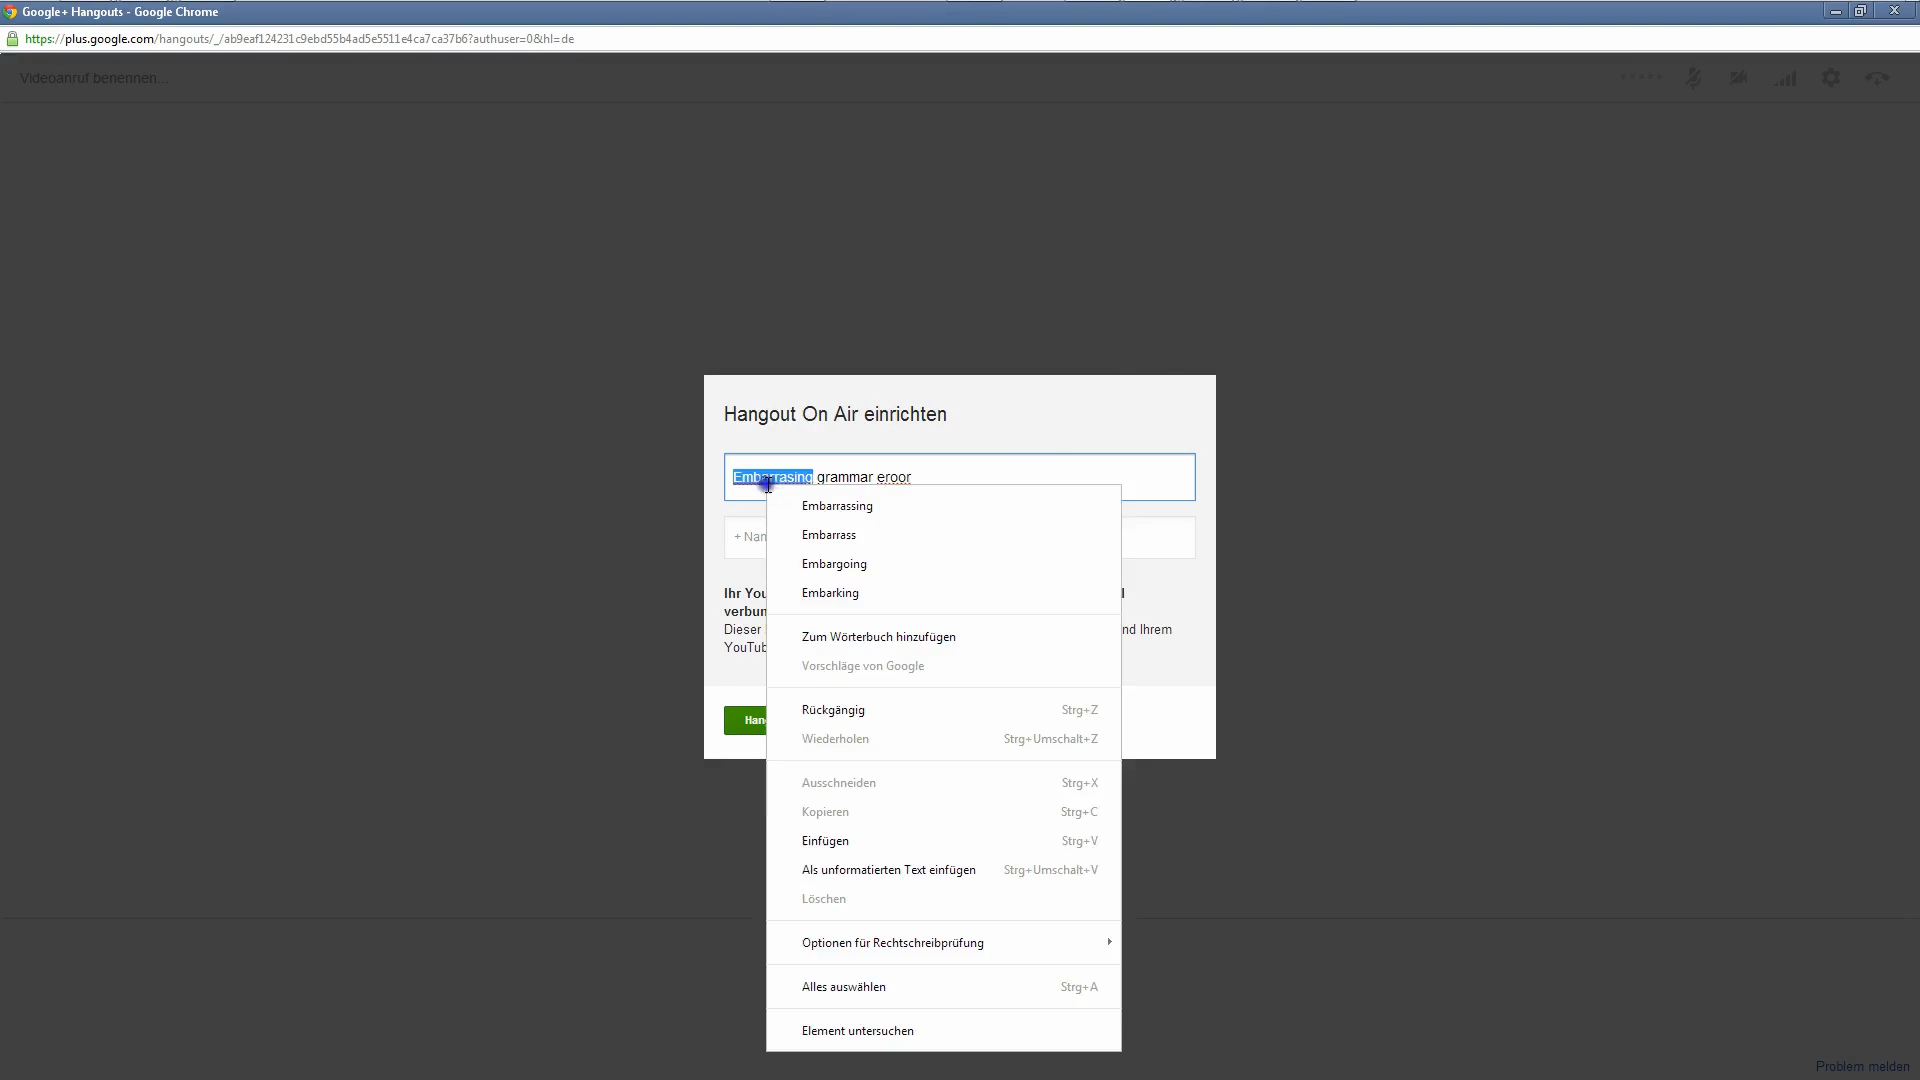 Google+ Hangouts - Google Chrome
https://plus.google.com/hangouts/_/ab9eaf124231c9ebd55b4ad5e5511e4ca7ca37b6?authuser=0&hl=de
Videoanruf benennen...
Hangout On Air einrichten
Embarrasing grammar eroor
+ Nan
Ihr You
verbun
Dieser nd Ihrem
YouTub
Han
Embarrassing
Embarrass
Embargoing
Embarking
Zum Wörterbuch hinzufügen
Vorschläge von Google
Rückgängig Strg+Z
Wiederholen Strg+Umschalt+Z
Ausschneiden Strg+X
Kopieren Strg+C
Einfügen Strg+V
Als unformatierten Text einfügen Strg+Umschalt+V
Löschen
Optionen für Rechtschreibprüfung
Alles auswählen Strg+A
Element untersuchen
Problem melden